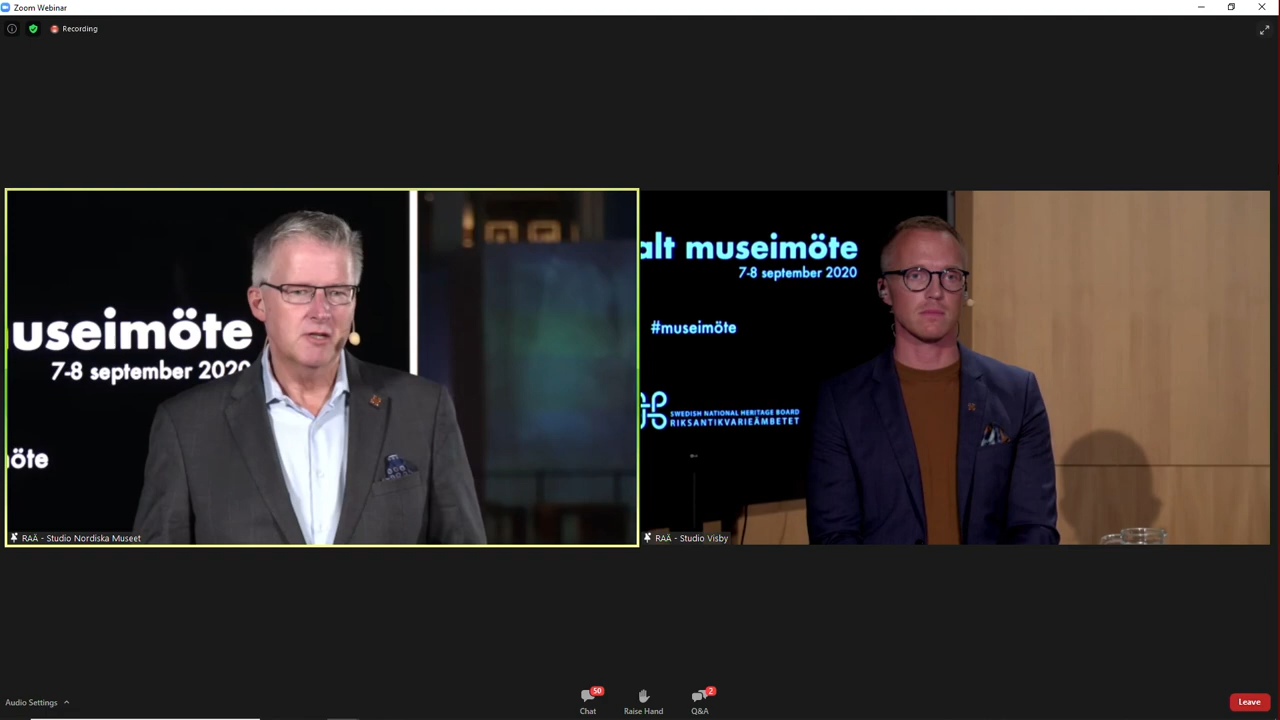 Zoom Webinar
Recording
useimöte
7-8 september 2020
öte
RAÄ - Studio Nordiska Museet
alt museimöte
7-8 september 2020
#museimöte
SWEDISH NATIONAL HERITAGE BOARD
RIKSANTIKVARIEÄMBETET
RAÄ - Studio Visby
Audio Settings
50
Chat
Raise Hand
2
Q&A
Leave